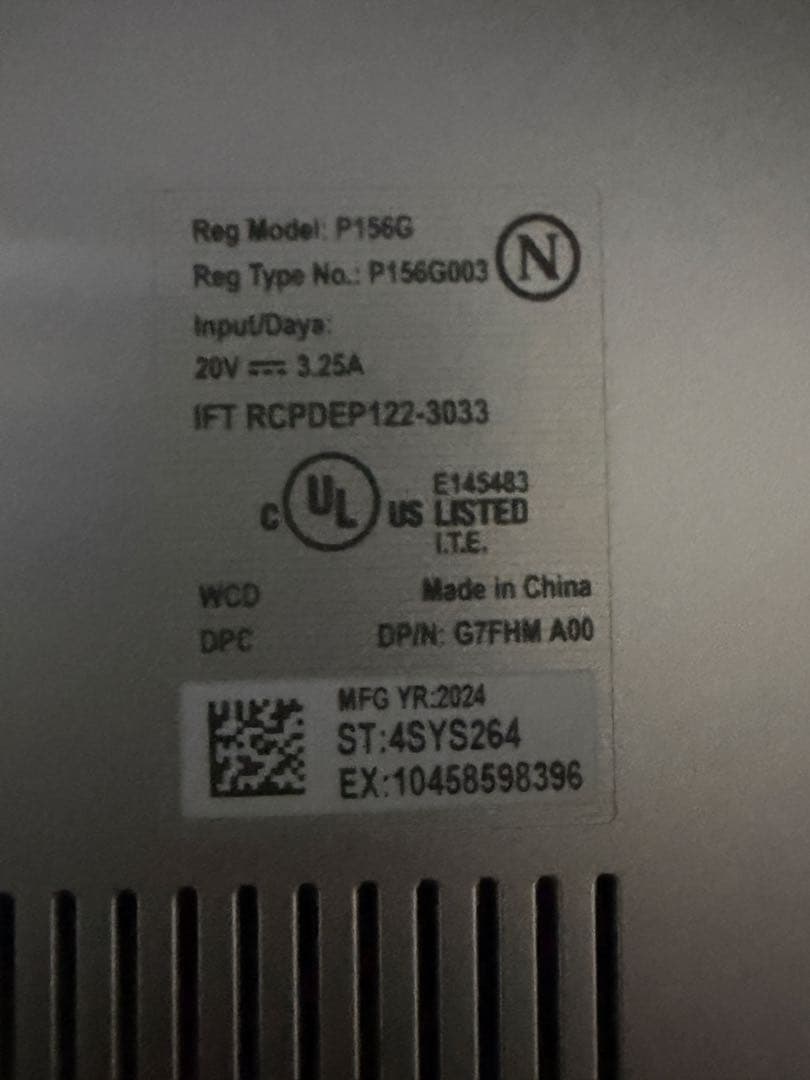 Reg Model: P156G
Reg Type No.: P156G003
N
Input/Daya:
20V ⎓ 3.25A
IFT RCPDEP122-3033
C UL US LISTED
E145483
I.T.E.
WCD
Made in China
DPC
DP/N: G7FHM A00
MFG YR:2024
ST:4SYS264
EX:10458598396